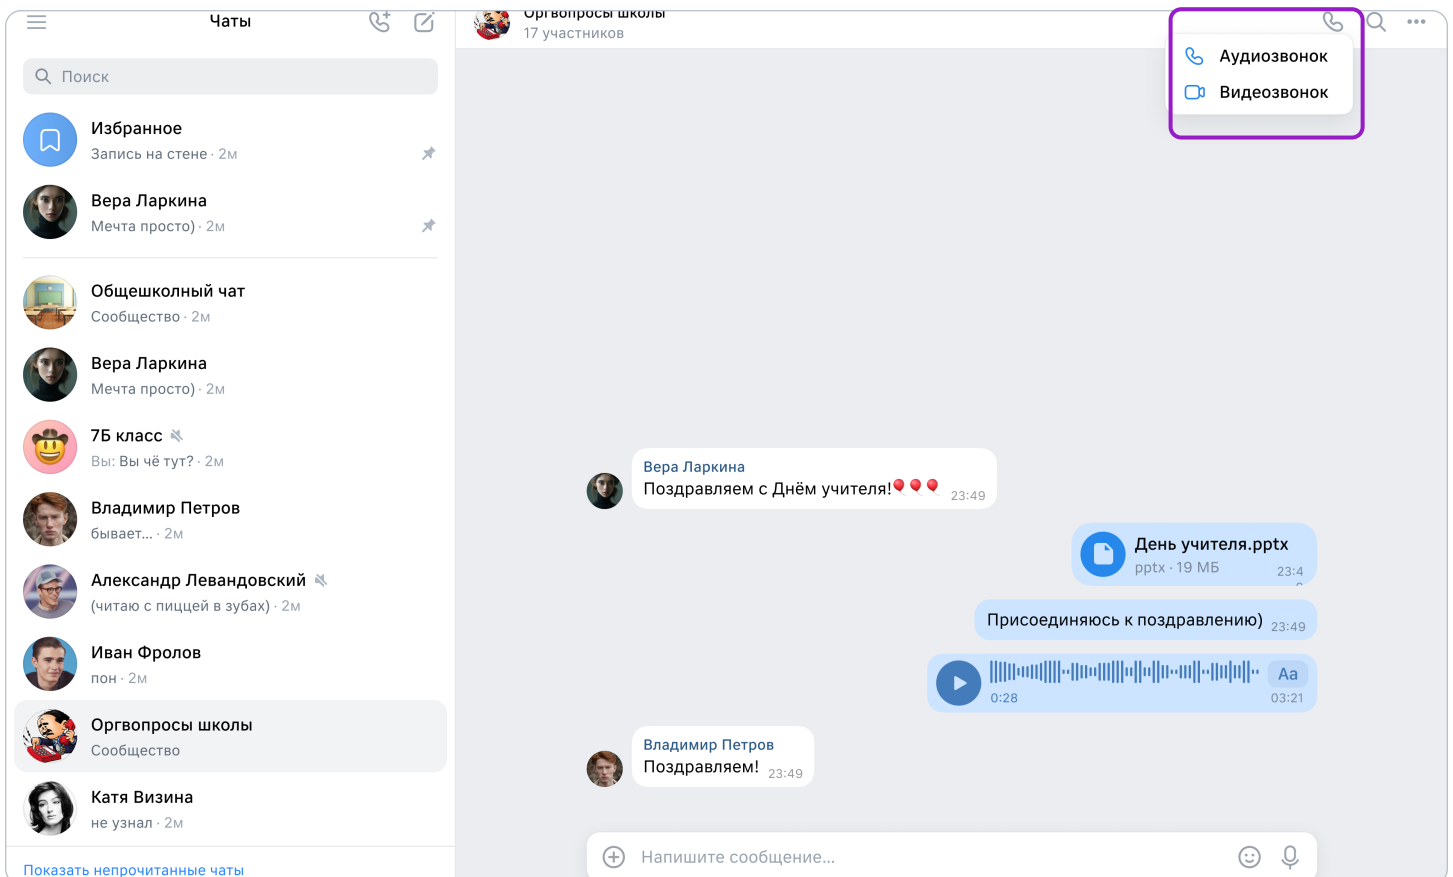 Чаты
Поиск
Избранное
Запись на стене · 2м
Вера Ларкина
Мечта просто) · 2м
Общешкольный чат
Сообщество · 2м
Вера Ларкина
Мечта просто) · 2м
7Б класс
Вы: Вы чё тут? · 2м
Владимир Петров
бывает... · 2м
Александр Левандовский
(читаю с пиццей в зубах) · 2м
Иван Фролов
пон · 2м
Оргвопросы школы
Сообщество
Катя Визина
не узнал · 2м
Показать непрочитанные чаты
Оргвопросы школы
17 участников
Аудиозвонок
Видеозвонок
Вера Ларкина
Поздравляем с Днём учителя!🎈🎈🎈 23:49
День учителя.pptx
pptx · 19 МБ 23:4
Присоединяюсь к поздравлению) 23:49
Aa
0:28 03:21
Владимир Петров
Поздравляем! 23:49
Напишите сообщение...